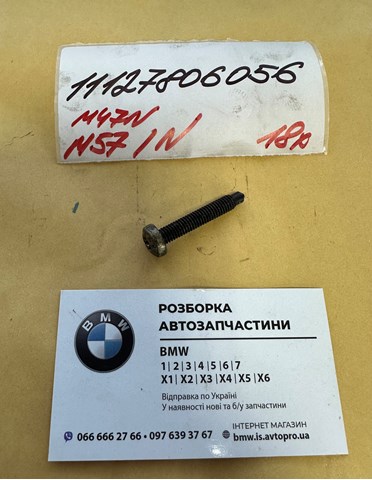 11127806056
M47N
M57/N 18д
BMW
РОЗБОРКА
АВТОЗАПЧАСТИНИ
BMW
1| 2| 3| 4| 5| 6| 7
X1| X2| X3| X4| X5| X6
Відправка по Україні
У наявності нові та б/у запчастини
066 666 27 66 • 097 639 37 67
ІНТЕРНЕТ МАГАЗИН
bmw.is.avtopro.ua